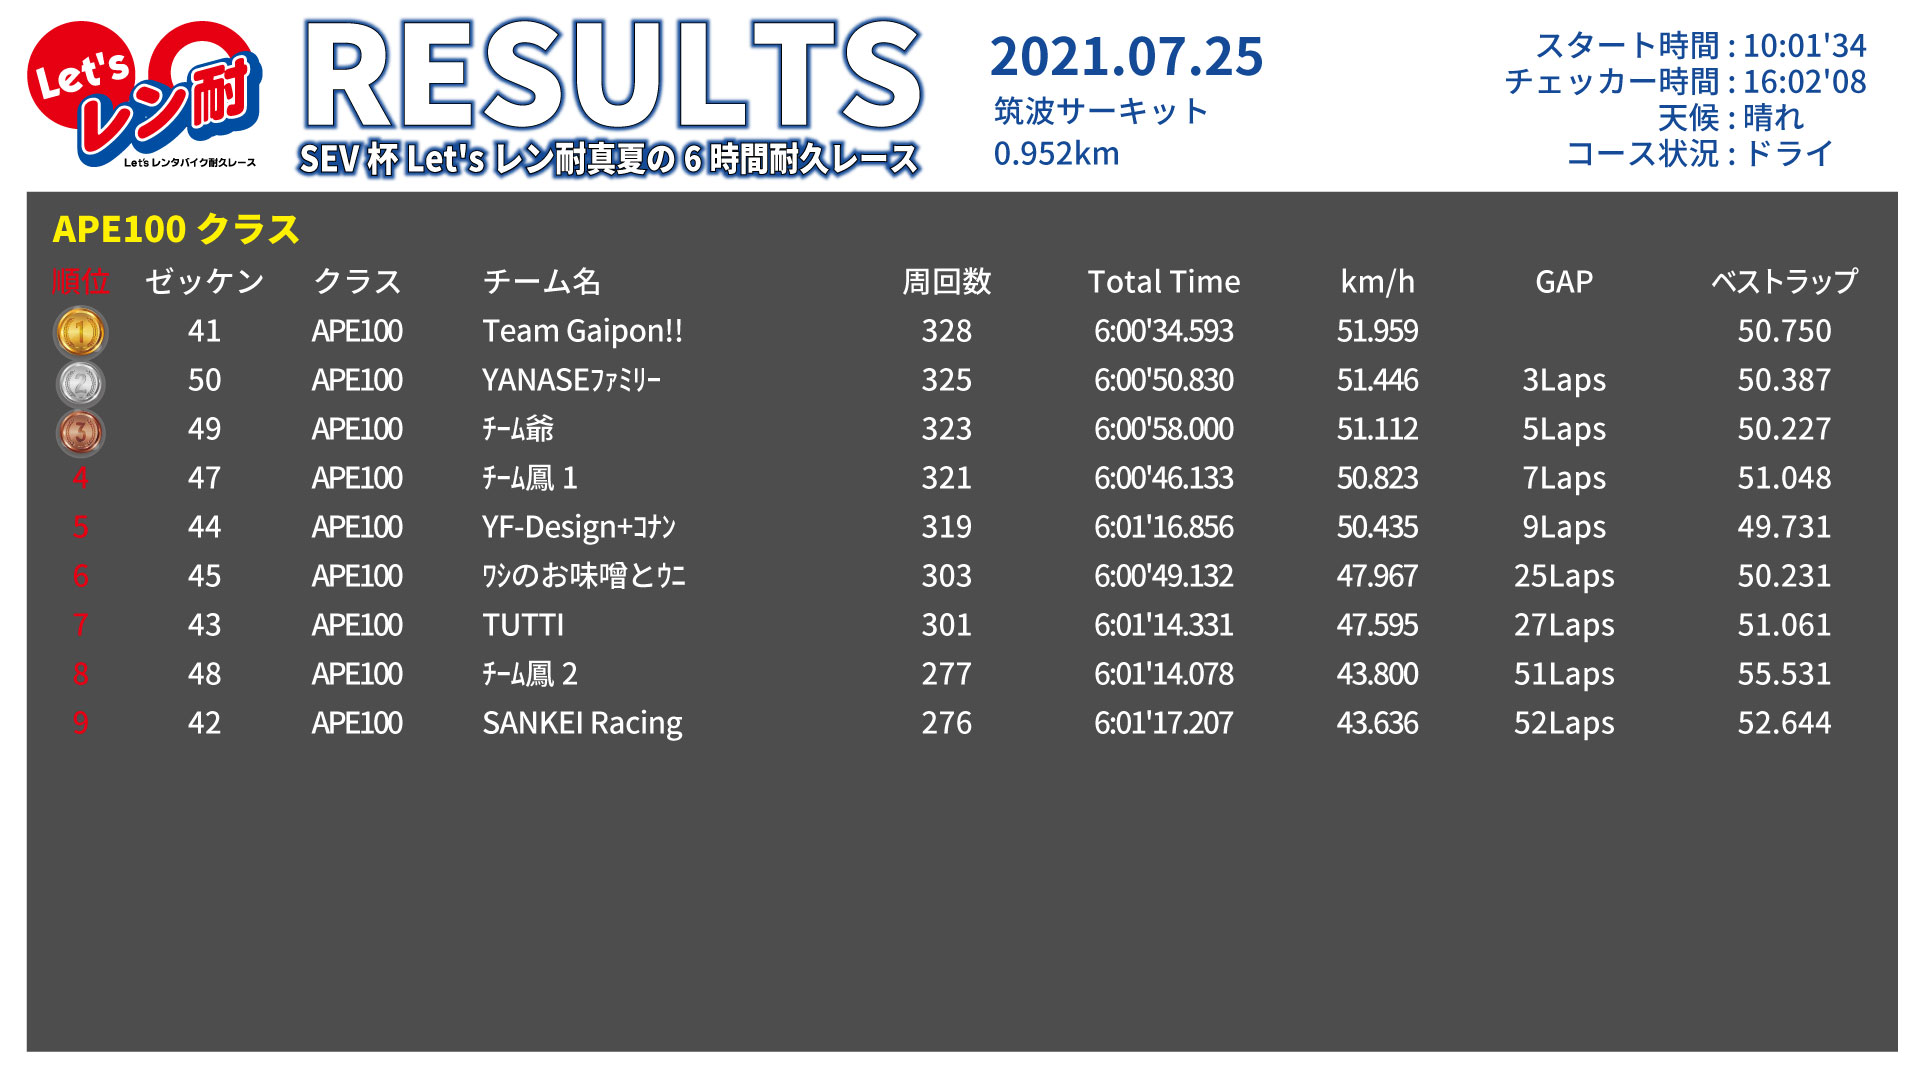 Let's
レン耐
Let'sレンタバイク耐久レース
RESULTS
SEV杯 Let's レン耐真夏の6時間耐久レース
2021.07.25
筑波サーキット
0.952km
スタート時間 : 10:01'34
チェッカー時間 : 16:02'08
天候 : 晴れ
コース状況 : ドライ
APE100 クラス
順位 ゼッケン クラス チーム名 周回数 Total Time km/h GAP ベストラップ
1 41 APE100 Team Gaipon!! 328 6:00'34.593 51.959 50.750
2 50 APE100 YANASEﾌｧﾐﾘｰ 325 6:00'50.830 51.446 3Laps 50.387
3 49 APE100 ﾁｰﾑ爺 323 6:00'58.000 51.112 5Laps 50.227
4 47 APE100 ﾁｰﾑ鳳 1 321 6:00'46.133 50.823 7Laps 51.048
5 44 APE100 YF-Design+ｺﾅﾝ 319 6:01'16.856 50.435 9Laps 49.731
6 45 APE100 ﾜｼのお味噌とｳﾆ 303 6:00'49.132 47.967 25Laps 50.231
7 43 APE100 TUTTI 301 6:01'14.331 47.595 27Laps 51.061
8 48 APE100 ﾁｰﾑ鳳 2 277 6:01'14.078 43.800 51Laps 55.531
9 42 APE100 SANKEI Racing 276 6:01'17.207 43.636 52Laps 52.644